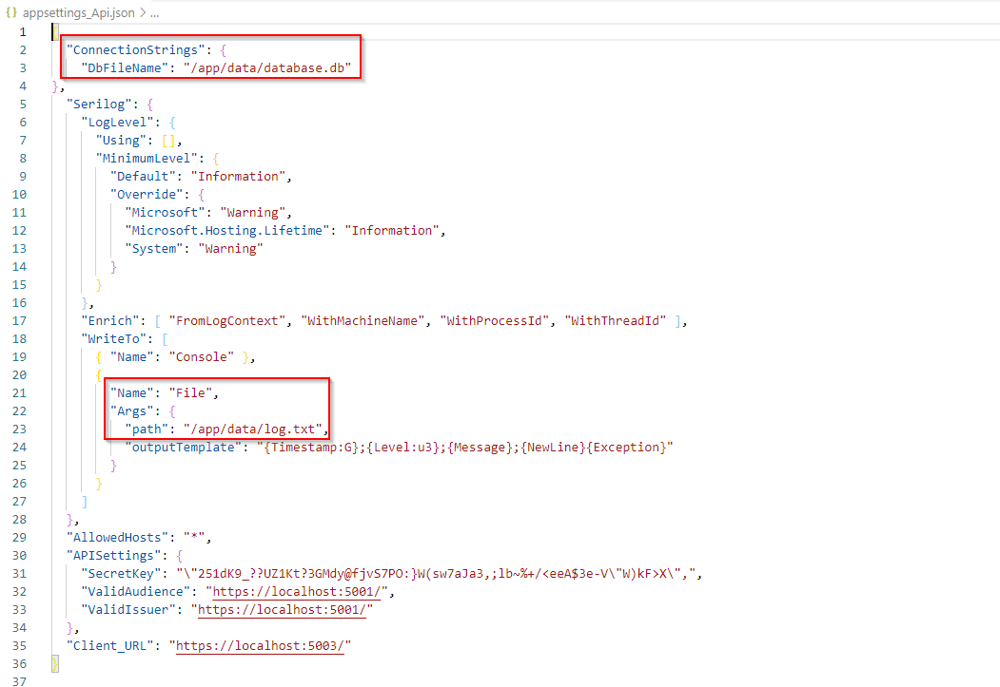 {} appsettings_Api.json > ...
1 {
2 "ConnectionStrings": {
3 "DbFileName": "/app/data/database.db"
4 },
5 "Serilog": {
6 "LogLevel": {
7 "Using": [],
8 "MinimumLevel": {
9 "Default": "Information",
10 "Override": {
11 "Microsoft": "Warning",
12 "Microsoft.Hosting.Lifetime": "Information",
13 "System": "Warning"
14 }
15 }
16 },
17 "Enrich": [ "FromLogContext", "WithMachineName", "WithProcessId", "WithThreadId" ],
18 "WriteTo": [
19 { "Name": "Console" },
20 {
21 "Name": "File",
22 "Args": {
23 "path": "/app/data/log.txt",
24 "outputTemplate": "{Timestamp:G};{Level:u3};{Message};{NewLine}{Exception}"
25 }
26 }
27 ]
28 },
29 "AllowedHosts": "*",
30 "APISettings": {
31 "SecretKey": "\"251dK9_??UZ1Kt?3GMdy@fjvS7PO:}W(sw7aJa3,;lb~%+/<eeA$3e-V\"W)kF>X\",",
32 "ValidAudience": "https://localhost:5001/",
33 "ValidIssuer": "https://localhost:5001/"
34 },
35 "Client_URL": "https://localhost:5003/"
36 }
37